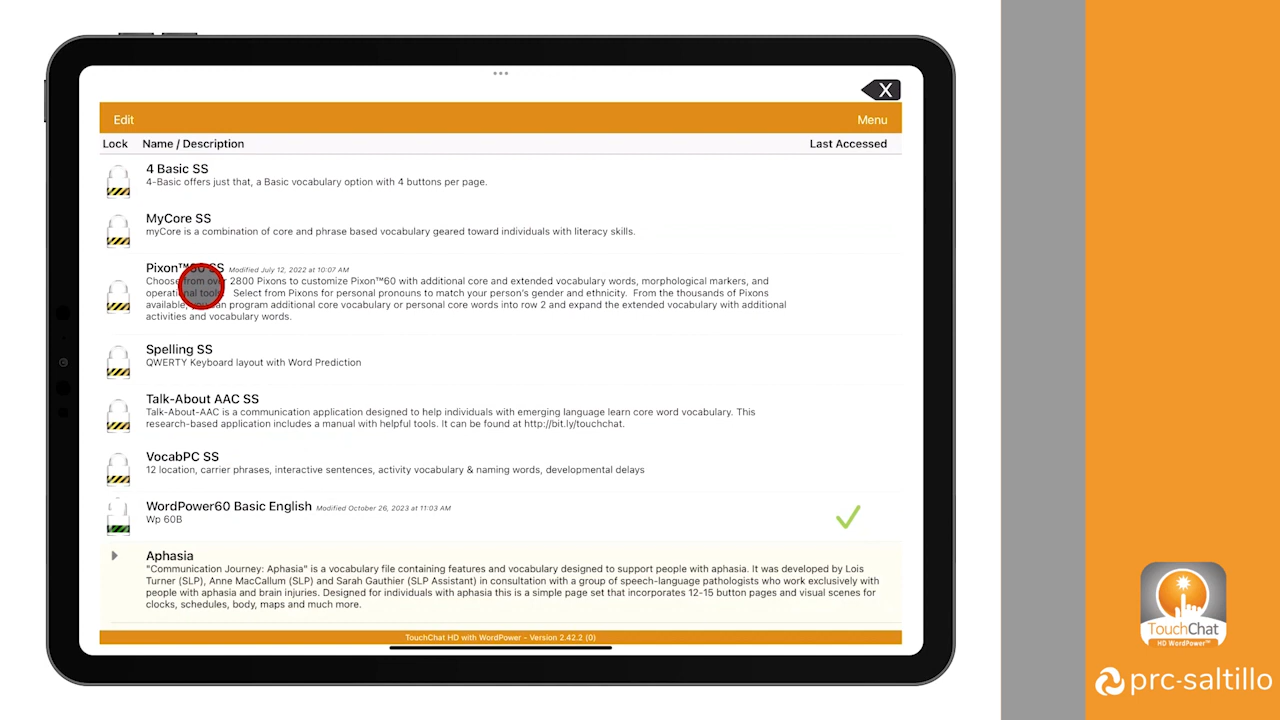 X
Edit
Menu
Lock Name / Description Last Accessed
4 Basic SS
4-Basic offers just that, a Basic vocabulary option with 4 buttons per page.
MyCore SS
myCore is a combination of core and phrase based vocabulary geared toward individuals with literacy skills.
Pixon™60 SS Modified July 12, 2022 at 10:07 AM
Choose from over 2800 Pixons to customize Pixon™60 with additional core and extended vocabulary words, morphological markers, and
operational tools. Select from Pixons for personal pronouns to match your person's gender and ethnicity. From the thousands of Pixons
available, you can program additional core vocabulary or personal core words into row 2 and expand the extended vocabulary with additional
activities and vocabulary words.
Spelling SS
QWERTY Keyboard layout with Word Prediction
Talk-About AAC SS
Talk-About-AAC is a communication application designed to help individuals with emerging language learn core word vocabulary. This
research-based application includes a manual with helpful tools. It can be found at http://bit.ly/touchchat.
VocabPC SS
12 location, carrier phrases, interactive sentences, activity vocabulary & naming words, developmental delays
WordPower60 Basic English Modified October 26, 2023 at 11:03 AM
Wp 60B
Aphasia
"Communication Journey: Aphasia" is a vocabulary file containing features and vocabulary designed to support people with aphasia. It was developed by Lois
Turner (SLP), Anne MacCallum (SLP) and Sarah Gauthier (SLP Assistant) in consultation with a group of speech-language pathologists who work exclusively with
people with aphasia and brain injuries. Designed for individuals with aphasia this is a simple page set that incorporates 12-15 button pages and visual scenes for
clocks, schedules, body, maps and much more.
TouchChat HD with WordPower - Version 2.42.2 (0)
TouchChat
HD WordPower™
prc-saltillo